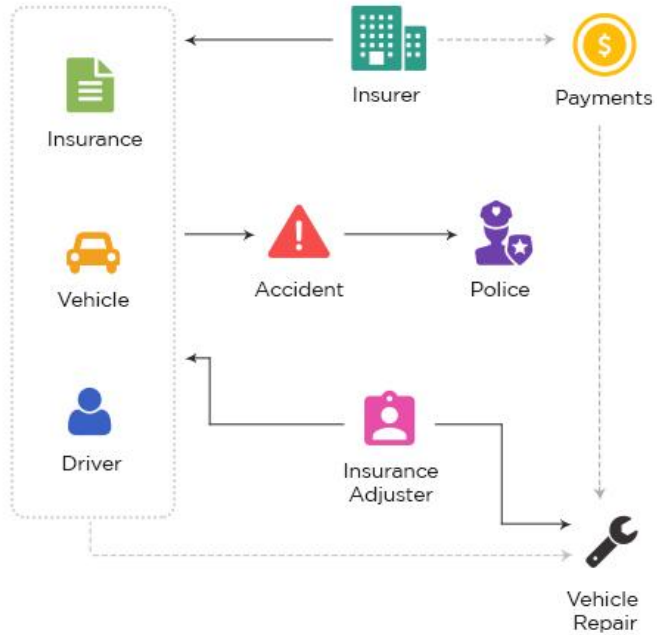 Insurer
Payments
$
Insurance
Vehicle
Accident
Police
Driver
Insurance
Adjuster
Vehicle
Repair